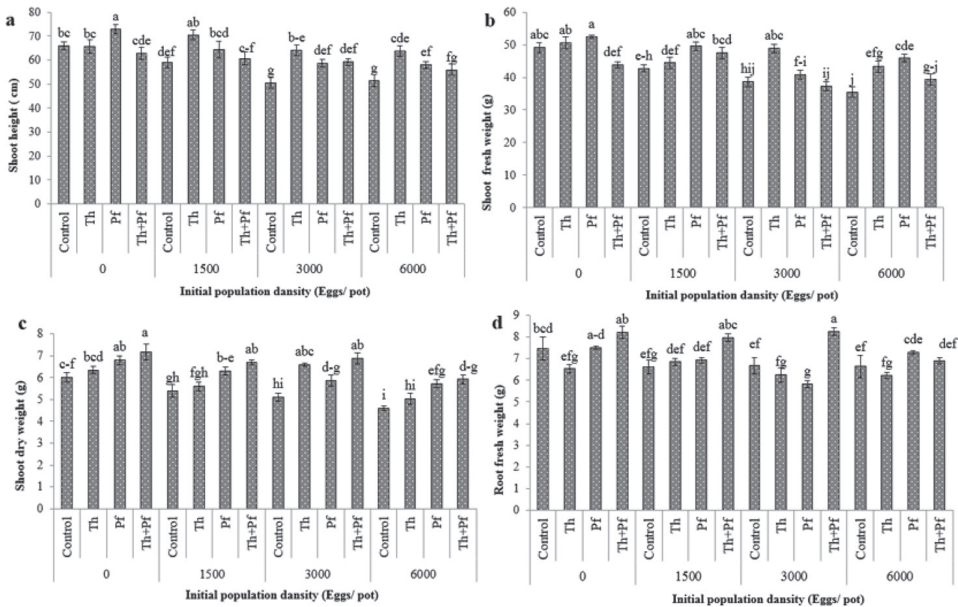 a
bc bc a cde def ab bcd c-f g b-e def def g cde ef fg
80
70
60
50
40
30
20
10
0
Shoot height ( cm)
Control Th Pf Th+Pf Control Th Pf Th+Pf Control Th Pf Th+Pf Control Th Pf Th+Pf
0 1500 3000 6000
Initial population dansity (Eggs/ pot)
b
abc ab a def e-h def abc bcd hij abc f-i ij j efg cde g-j
60
50
40
30
20
10
0
Shoot fresh weight (g)
Control Th Pf Th+Pf Control Th Pf Th+Pf Control Th Pf Th+Pf Control Th Pf Th+Pf
0 1500 3000 6000
Initial population dansity (Eggs/ pot)
c
c-f bcd ab a gh fgh b-e ab hi abc d-g ab i hi efg d-g
8
7
6
5
4
3
2
1
0
Shoot dry weight (g)
Control Th Pf Th+Pf Control Th Pf Th+Pf Control Th Pf Th+Pf Control Th Pf Th+Pf
0 1500 3000 6000
Initial population dansity (Eggs/ pot)
d
bcd efg a-d ab efg def def abc ef fg g a ef fg cde def
9
8
7
6
5
4
3
2
1
0
Root fresh weight (g)
Control Th Pf Th+Pf Control Th Pf Th+Pf Control Th Pf Th+Pf Control Th Pf Th+Pf
0 1500 3000 6000
Initial population dansity (Eggs/ pot)